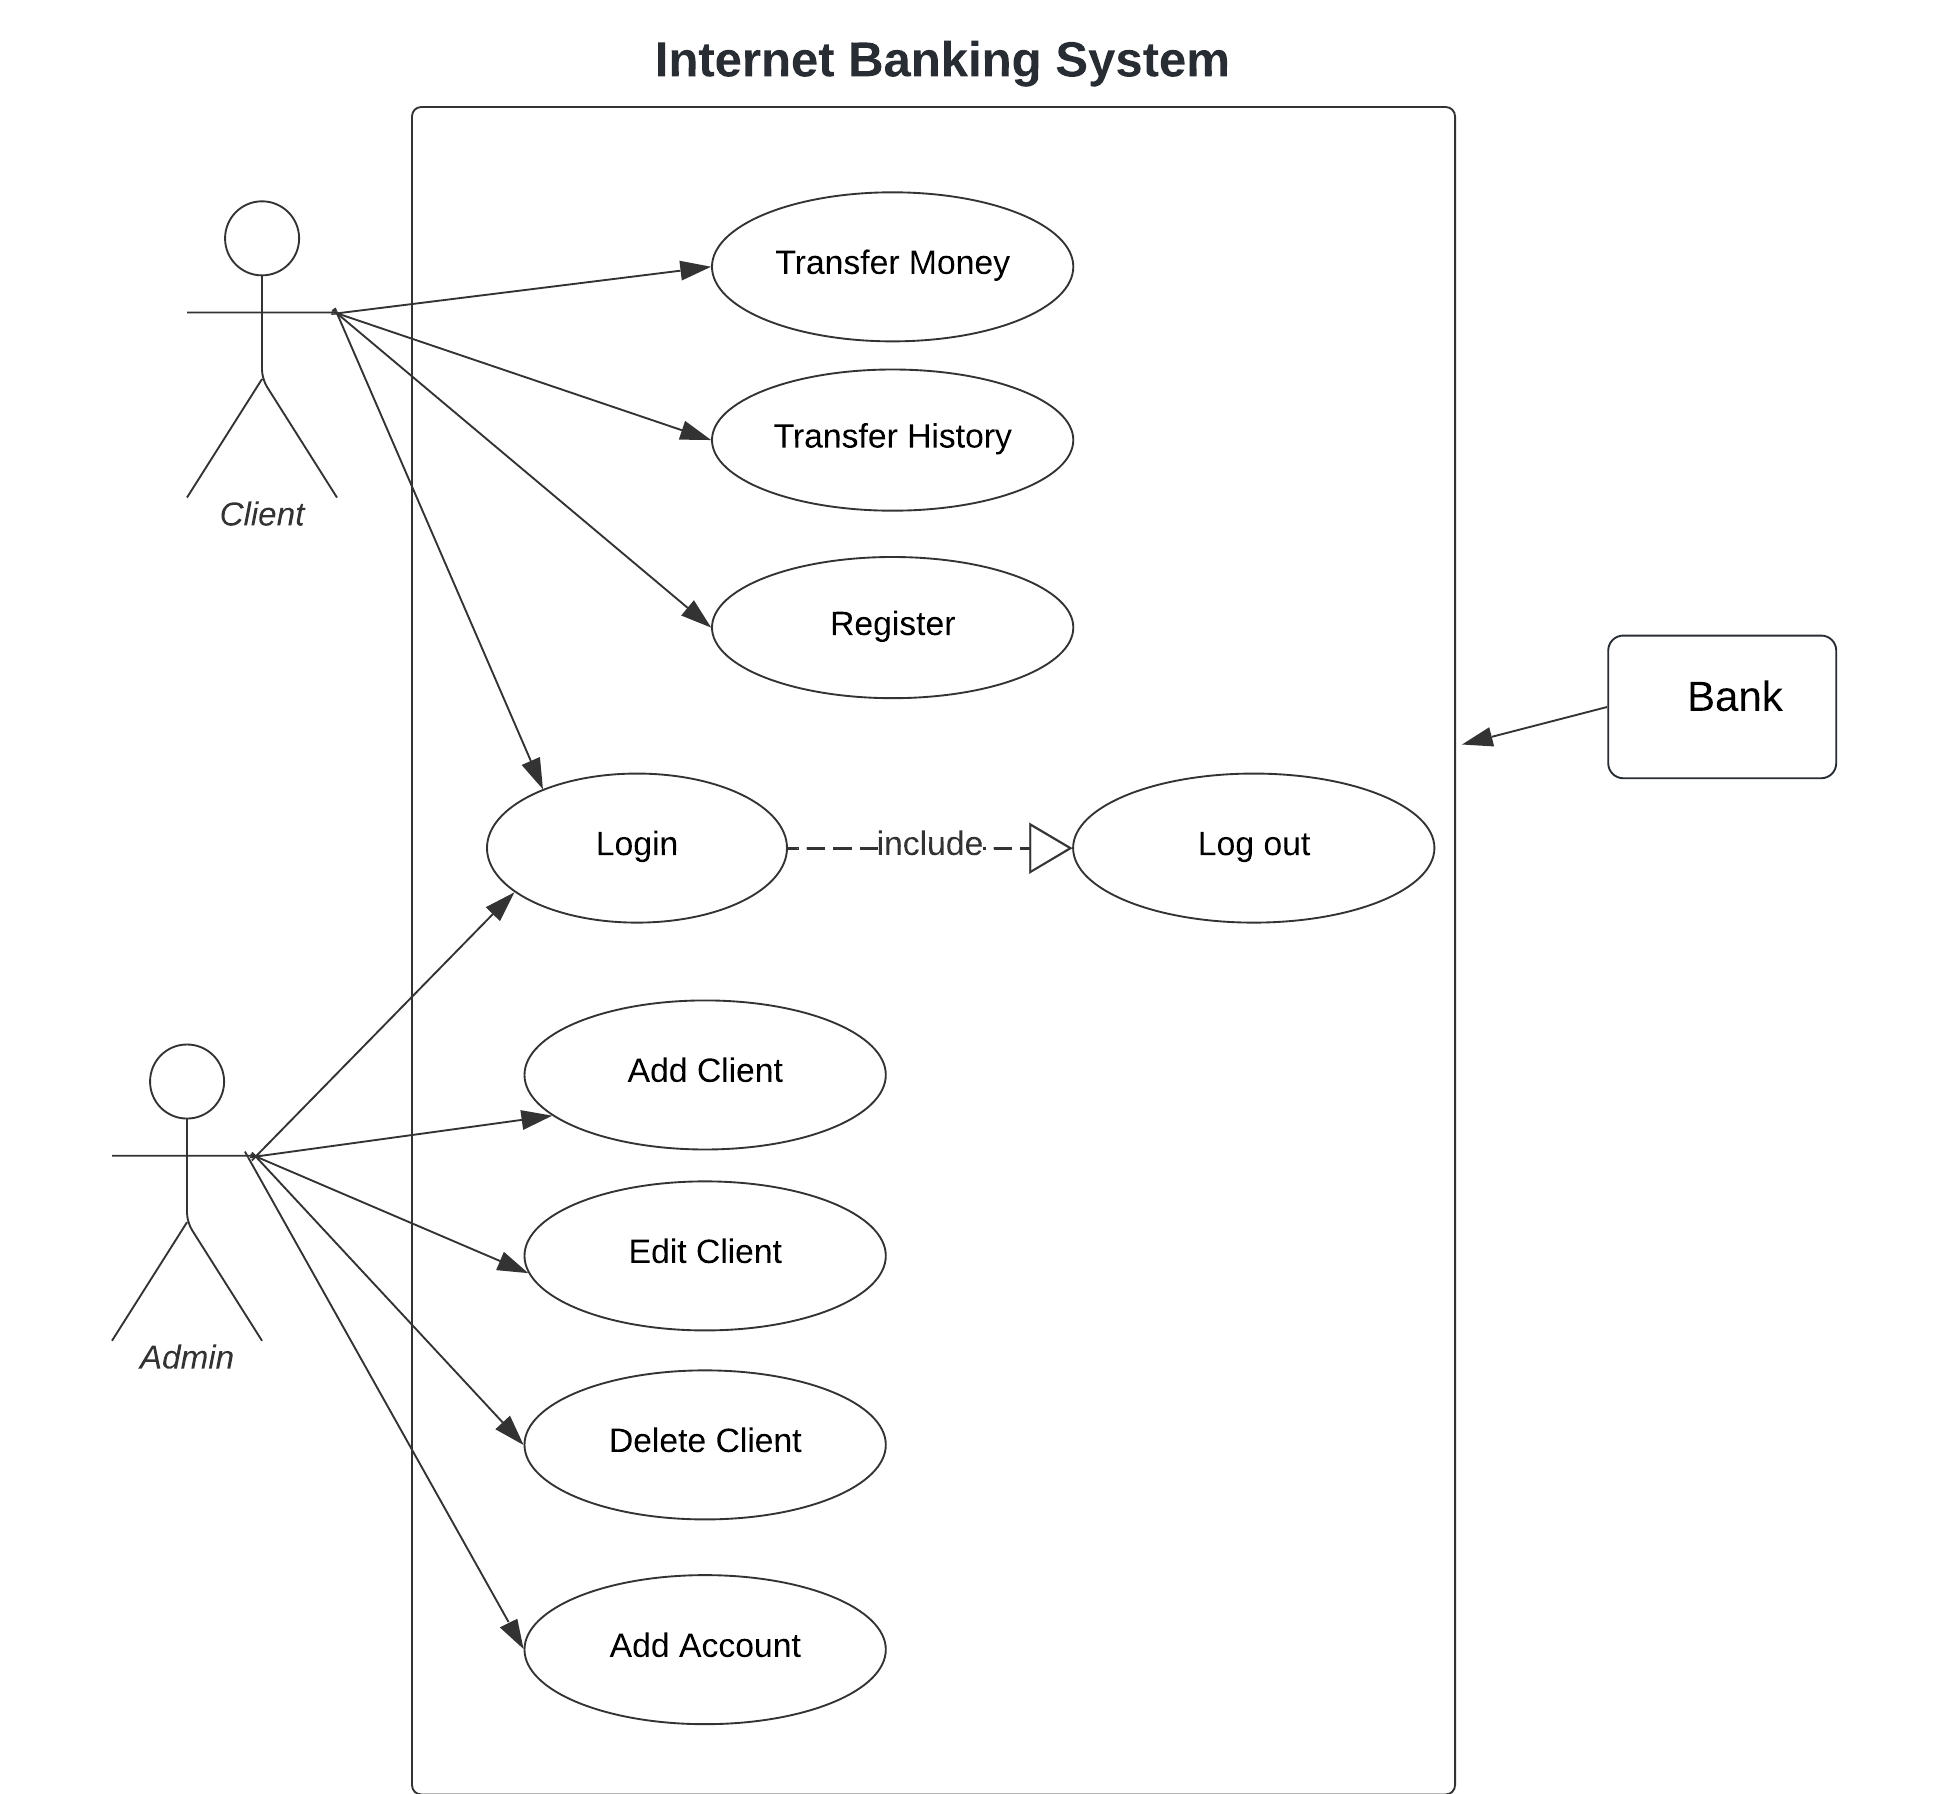 Internet Banking System
Transfer Money
Transfer History
Client
Register
Bank
Login
include
Log out
Add Client
Edit Client
Admin
Delete Client
Add Account